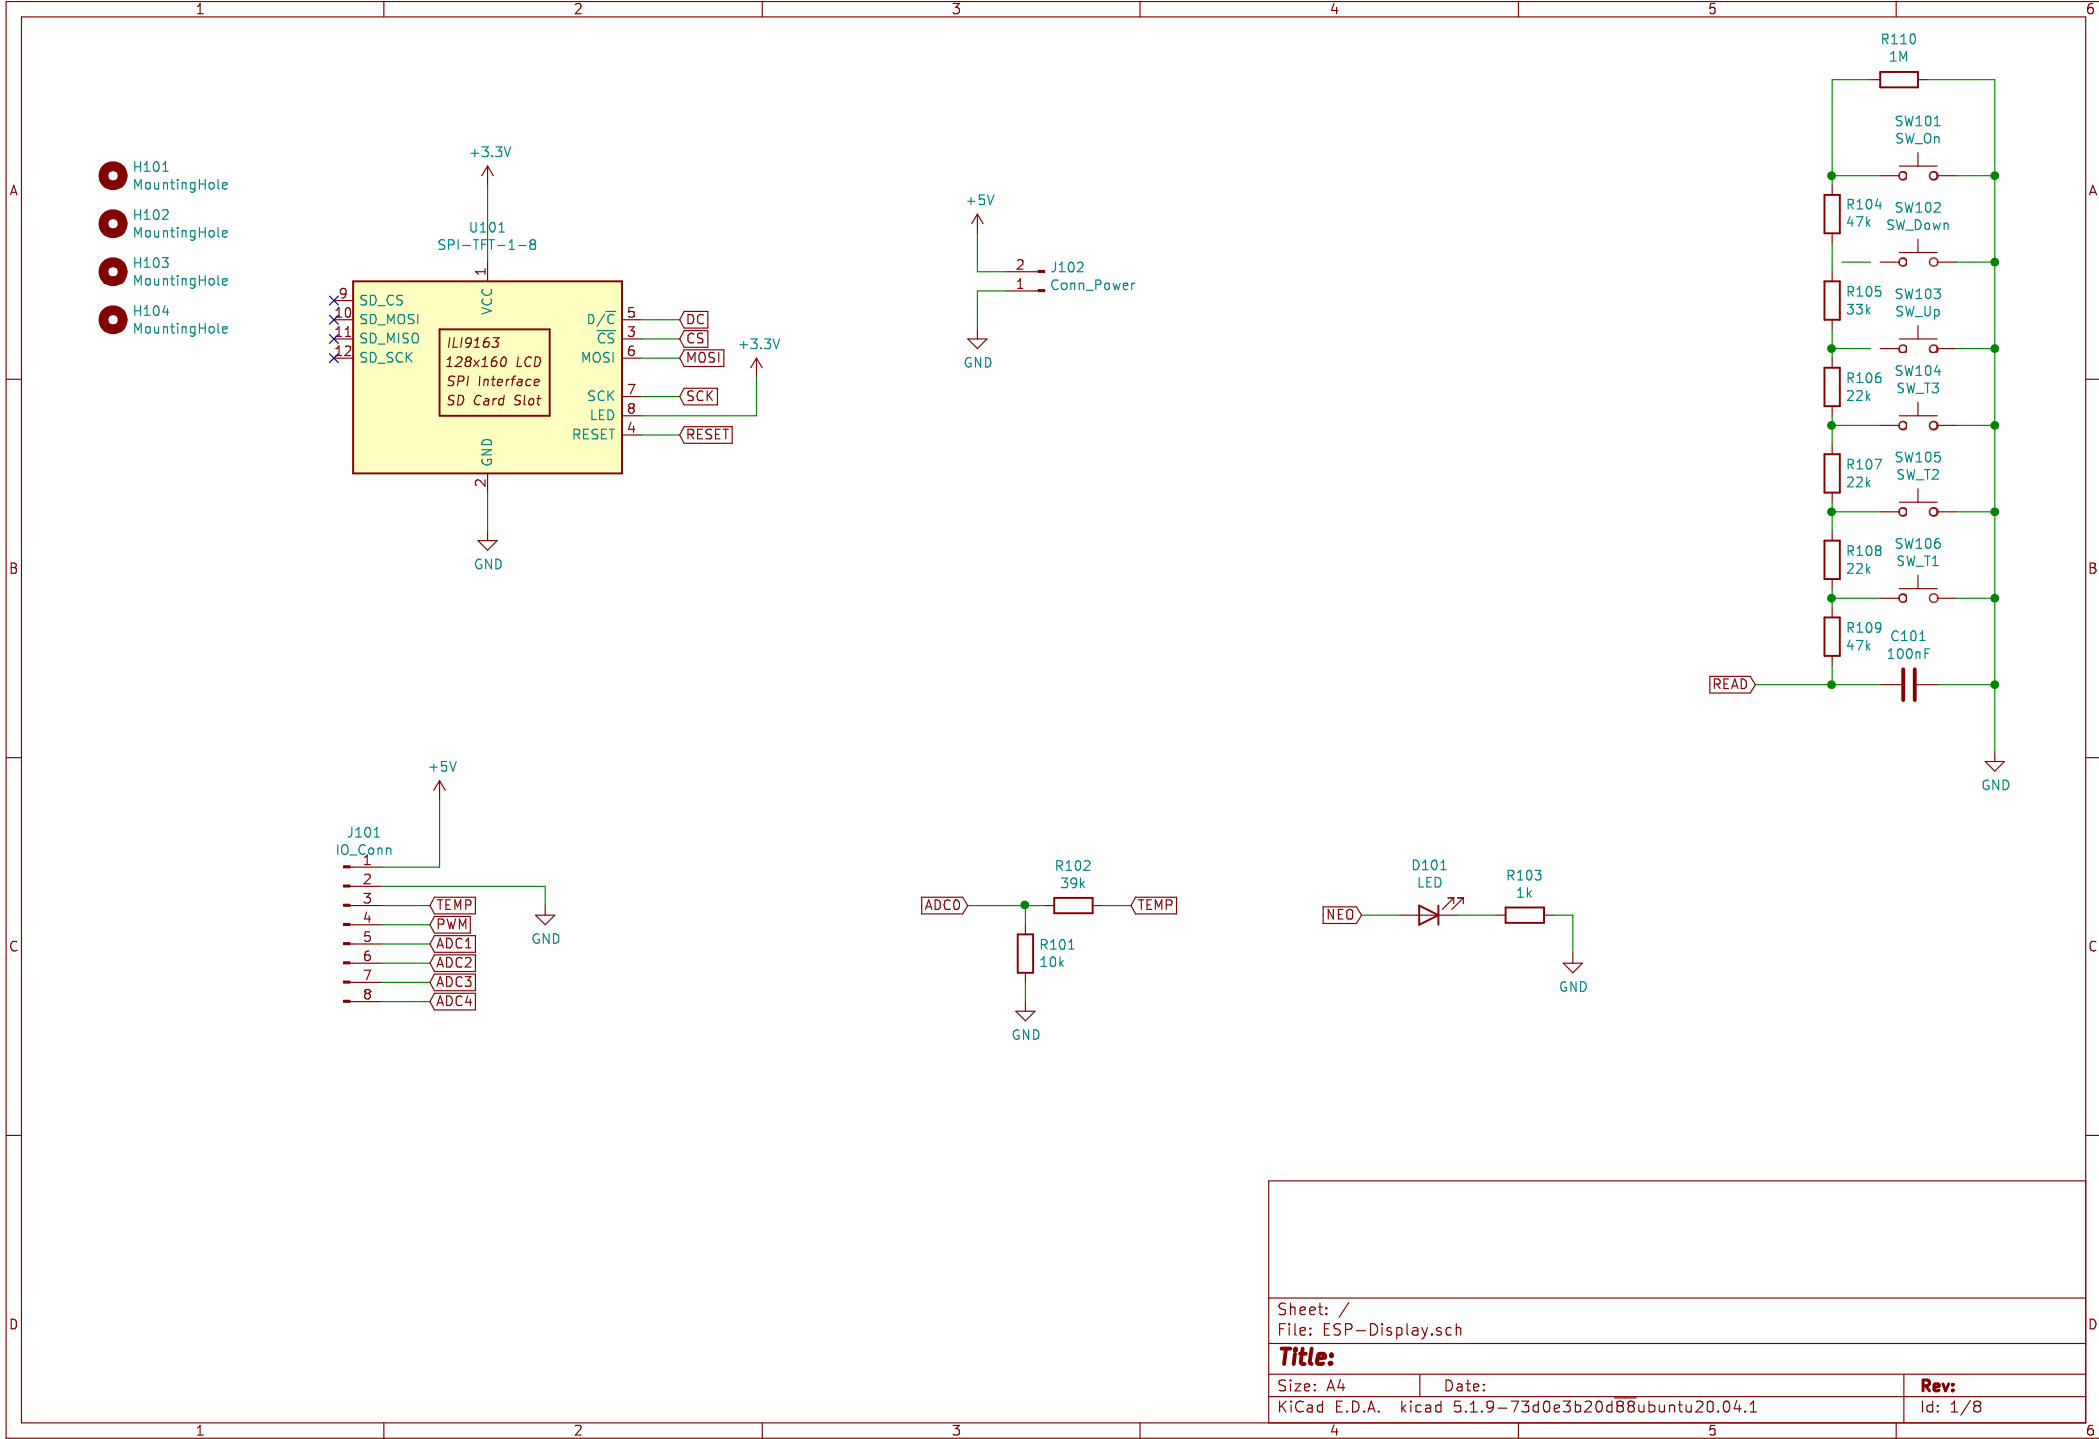 1 2 3 4 5 6
A
B
C
D
H101
MountingHole
H102
MountingHole
H103
MountingHole
H104
MountingHole
+3.3V
U101
SPI-TFT-1-8
1
VCC
9 SD_CS
10 SD_MOSI
11 SD_MISO
12 SD_SCK
ILI9163
128x160 LCD
SPI Interface
SD Card Slot
D/C 5 DC
CS 3 CS
MOSI 6 MOSI
SCK 7 SCK
LED 8
RESET 4 RESET
+3.3V
GND
2
GND
+5V
2
1
J102
Conn_Power
GND
R110
1M
SW101
SW_On
R104
47k
SW102
SW_Down
R105
33k
SW103
SW_Up
R106
22k
SW104
SW_T3
R107
22k
SW105
SW_T2
R108
22k
SW106
SW_T1
R109
47k
C101
100nF
READ
GND
+5V
J101
IO_Conn
1
2
3 TEMP
4 PWM
5 ADC1
6 ADC2
7 ADC3
8 ADC4
GND
ADC0
R102
39k
TEMP
R101
10k
GND
NEO
D101
LED
R103
1k
GND
A
B
C
D
Sheet: /
File: ESP-Display.sch
Title:
Size: A4 Date: Rev:
KiCad E.D.A. kicad 5.1.9-73d0e3b20d88ubuntu20.04.1 Id: 1/8
1 2 3 4 5 6